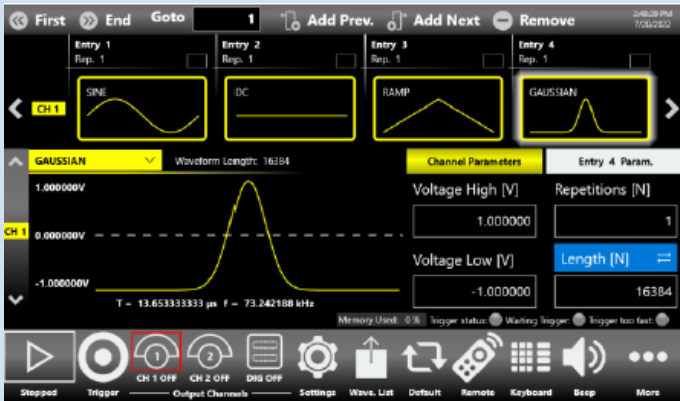 First End Goto 1 Add Prev. Add Next Remove 2:48:29 PM
7/20/2022
Entry 1 Entry 2 Entry 3 Entry 4
Rep. 1 Rep. 1 Rep. 1 Rep. 1
SINE DC RAMP GAUSSIAN
CH 1
GAUSSIAN Waveform Length: 16384 Channel Parameters Entry 4 Param.
1.000000V Voltage High [V] Repetitions [N]
1.000000 1
CH 1 0.000000V
Voltage Low [V] Length [N]
-1.000000V -1.000000 16384
T = 13.653333333 µs f = 73.242188 kHz
Memory Used: 0 % Trigger status: Waiting Trigger: Trigger too fast:
1 2
CH 1 OFF CH 2 OFF DIG OFF
Stopped Trigger Output Channels Settings Wave. List Default Remote Keyboard Beep More